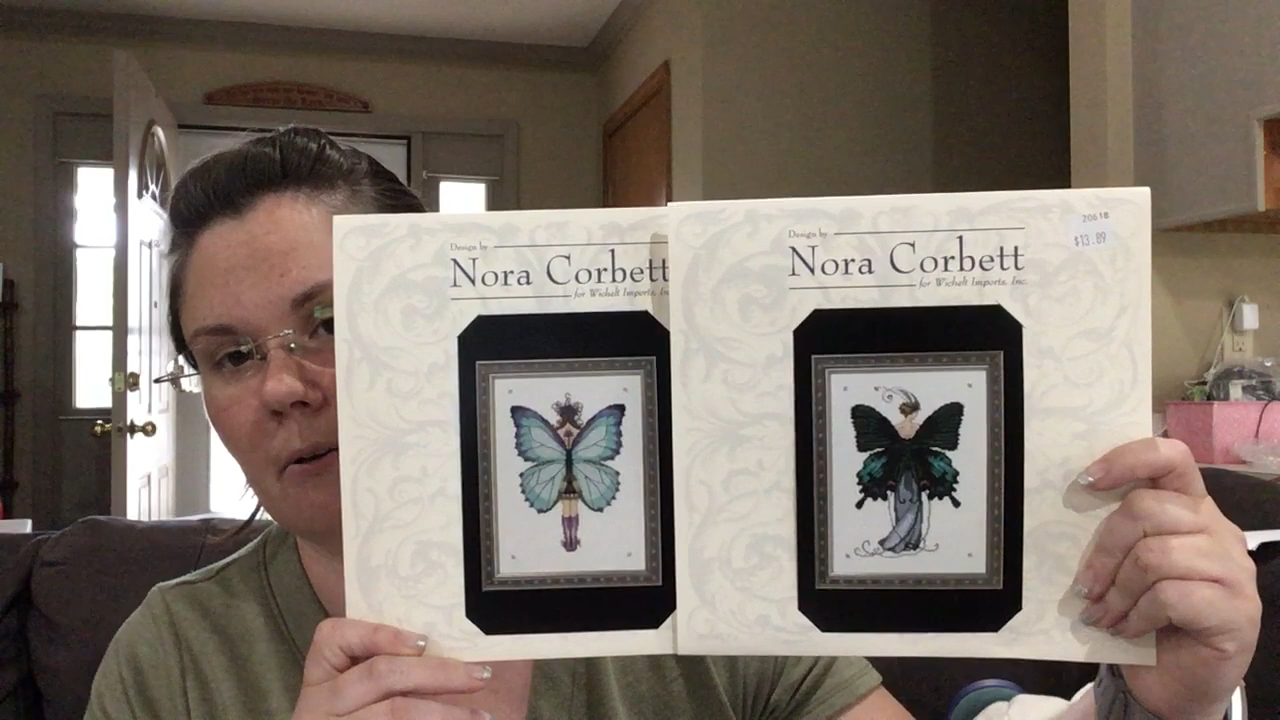 Design by
Nora Corbett
for Wichelt Imports, Inc
Design by
Nora Corbett
for Wichelt Imports, Inc.
20618
$13.89